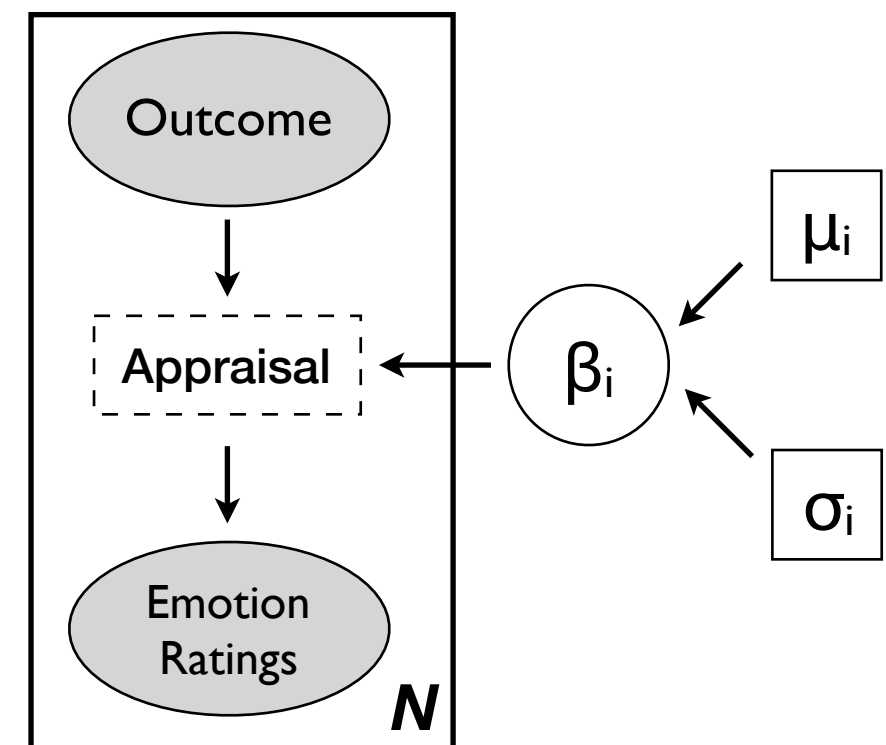 Outcome
Appraisal
Emotion
Ratings
N
βi
μi
σi